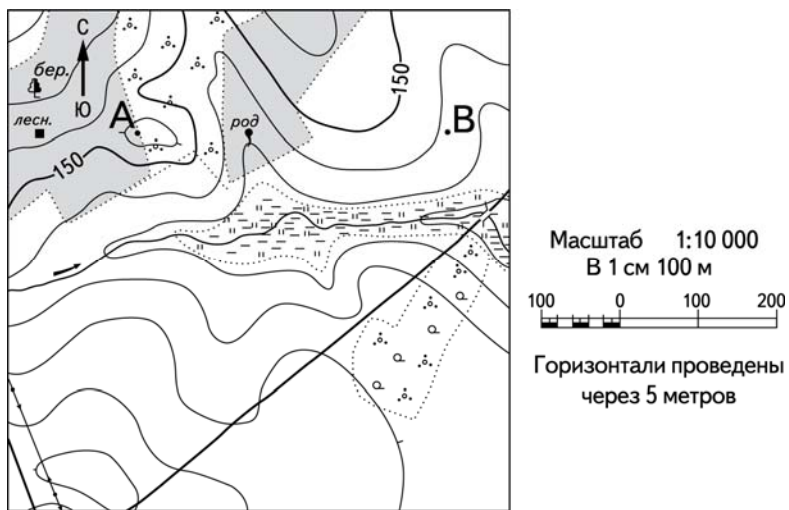 С
Ю
бер.
лесн.
А
род
150
150
В
Масштаб 1:10 000
В 1 см 100 м
100 0 100 200
Горизонтали проведены
через 5 метров